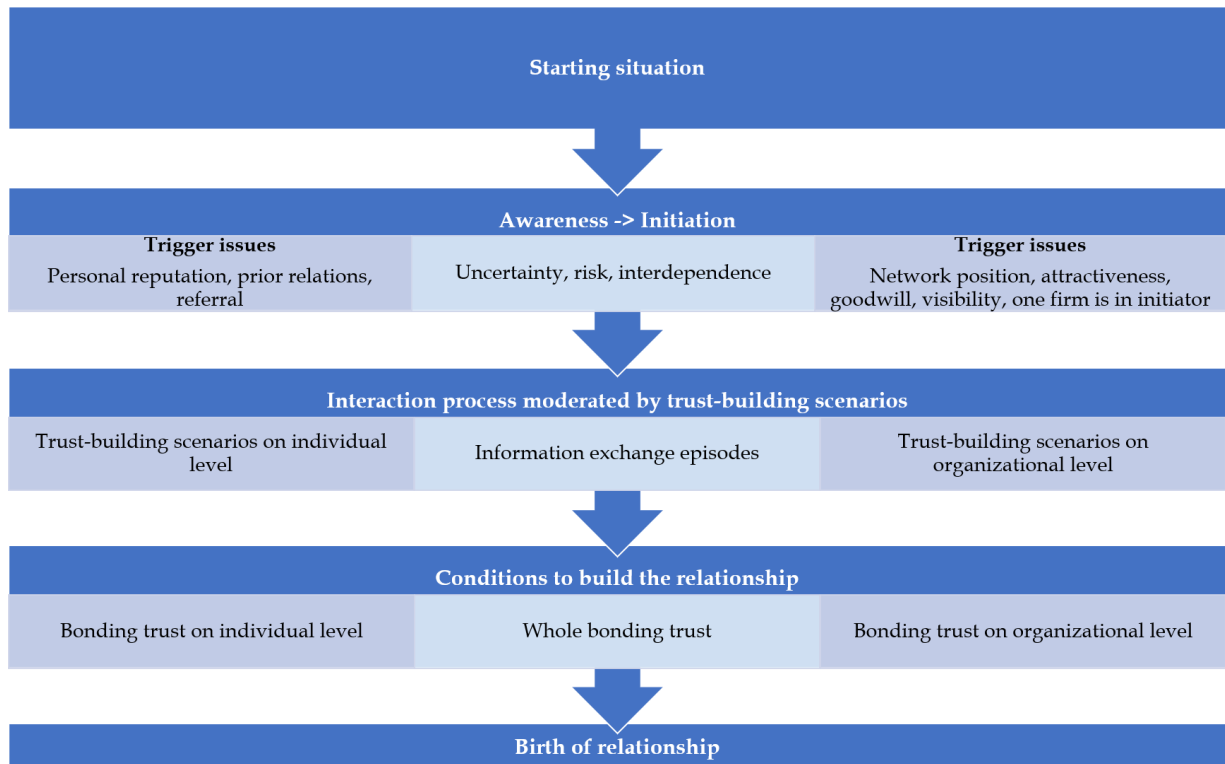 Starting situation
Awareness -> Initiation
Trigger issues
Personal reputation, prior relations,
referral
Uncertainty, risk, interdependence
Trigger issues
Network position, attractiveness,
goodwill, visibility, one firm is in initiator
Interaction process moderated by trust-building scenarios
Trust-building scenarios on individual
level
Information exchange episodes
Trust-building scenarios on
organizational level
Conditions to build the relationship
Bonding trust on individual level
Whole bonding trust
Bonding trust on organizational level
Birth of relationship